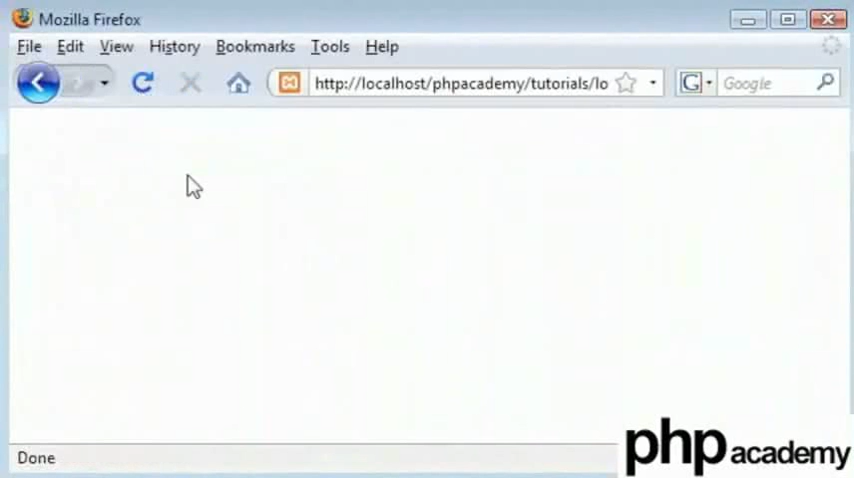 Mozilla Firefox
File Edit View History Bookmarks Tools Help
http://localhost/phpacademy/tutorials/lo G Google
Done
php academy